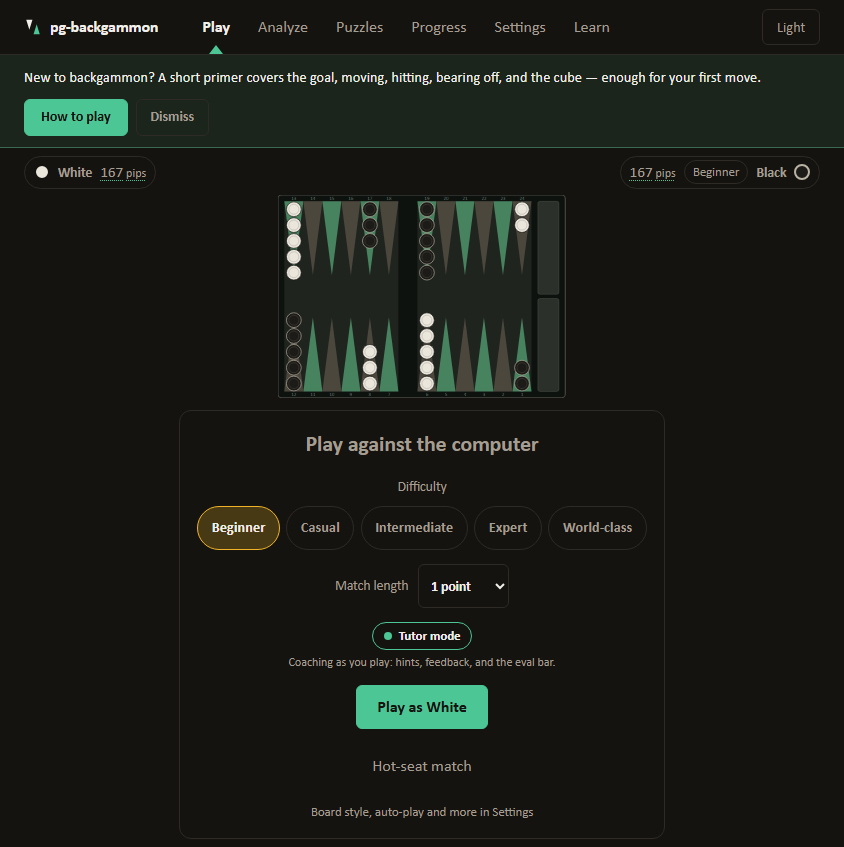 pg-backgammon Play Analyze Puzzles Progress Settings Learn Light
New to backgammon? A short primer covers the goal, moving, hitting, bearing off, and the cube — enough for your first move.
How to play Dismiss
White 167 pips 167 pips Beginner Black
Play against the computer
Difficulty
Beginner Casual Intermediate Expert World-class
Match length 1 point
Tutor mode
Coaching as you play: hints, feedback, and the eval bar.
Play as White
Hot-seat match
Board style, auto-play and more in Settings